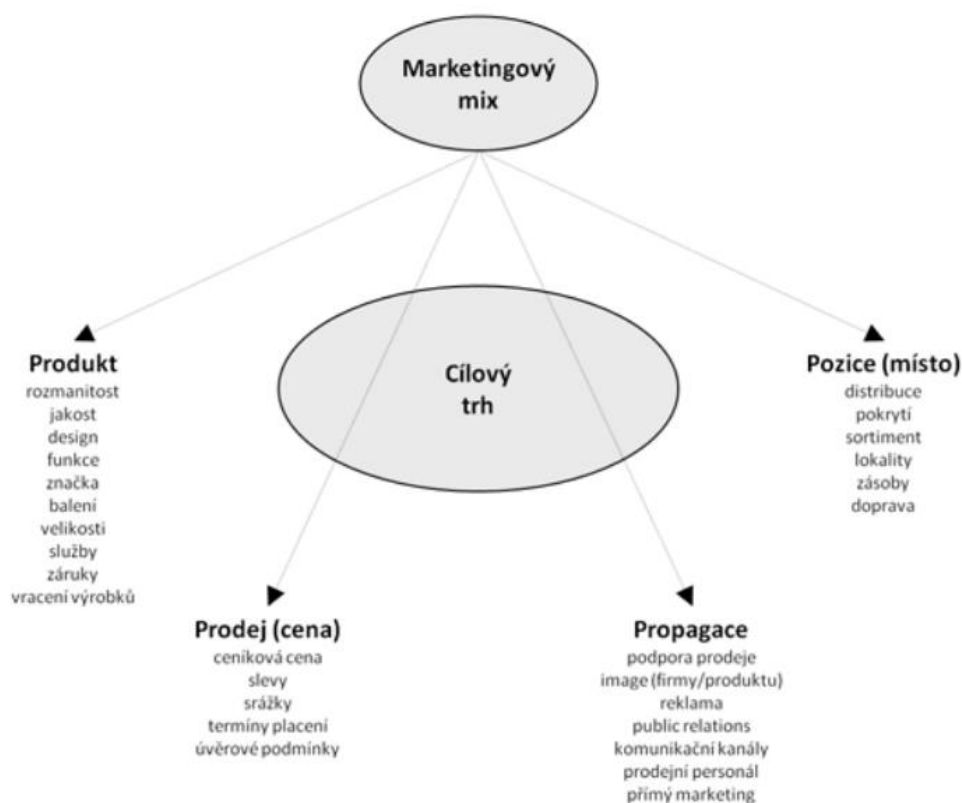 Marketingový
mix
Cílový
trh
Produkt
rozmanitost
jakost
design
funkce
značka
balení
velikosti
služby
záruky
vracení výrobků
Pozice (místo)
distribuce
pokrytí
sortiment
lokality
zásoby
doprava
Prodej (cena)
ceníková cena
slevy
srážky
termíny placení
úvěrové podmínky
Propagace
podpora prodeje
image (firmy/produktu)
reklama
public relations
komunikační kanály
prodejní personál
přímý marketing